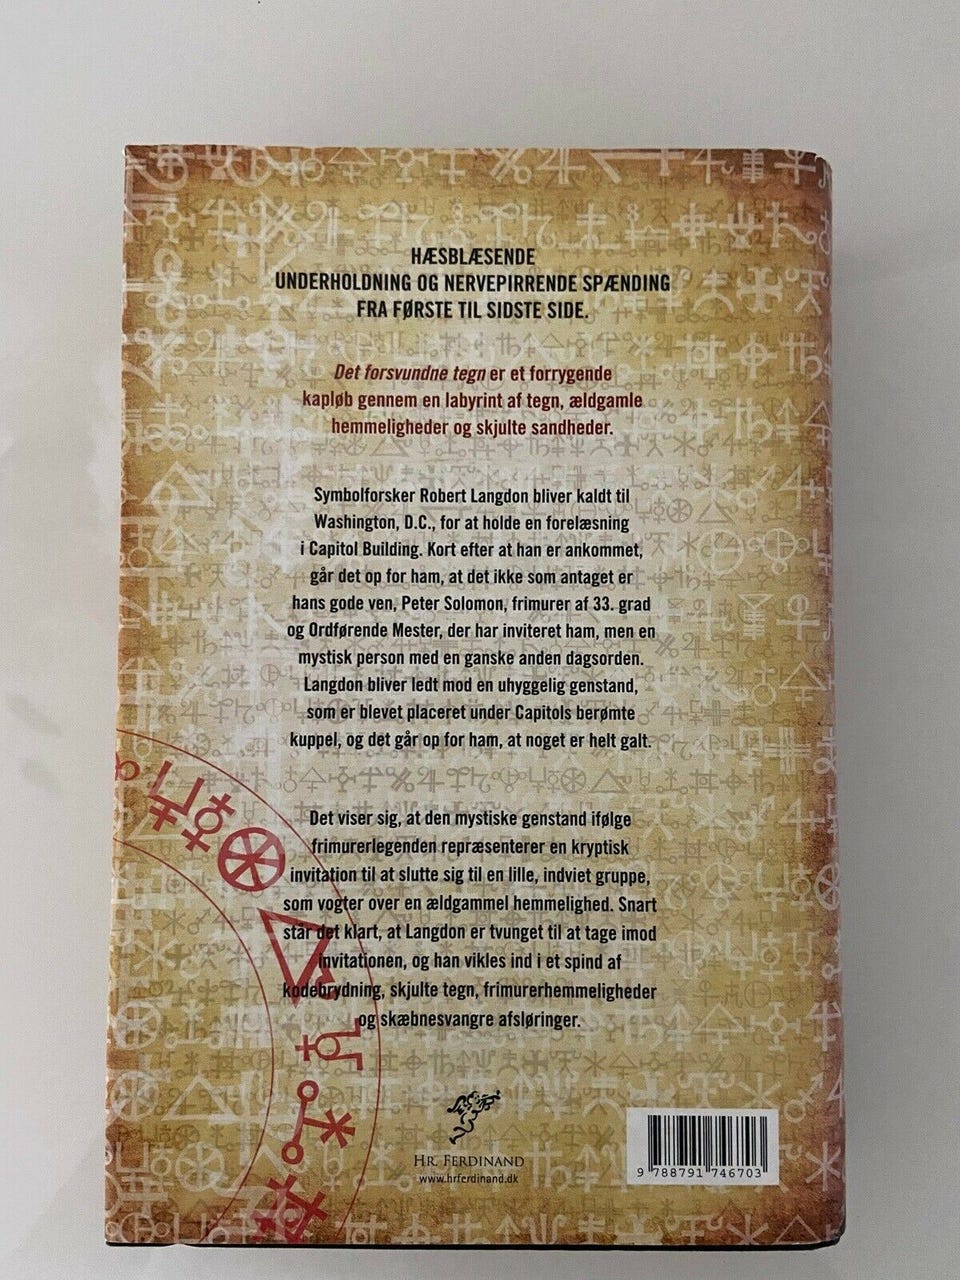 HÆSBLÆSENDE
UNDERHOLDNING OG NERVEPIRRENDE SPÆNDING
FRA FØRSTE TIL SIDSTE SIDE.
Det forsvundne tegn er et forrygende
kapløb gennem en labyrint af tegn, ældgamle
hemmeligheder og skjulte sandheder.
Symbolforsker Robert Langdon bliver kaldt til
Washington, D.C., for at holde en forelæsning
i Capitol Building. Kort efter at han er ankommet,
går det op for ham, at det ikke som antaget er
hans gode ven, Peter Solomon, frimurer af 33. grad
og Ordførende Mester, der har inviteret ham, men en
mystisk person med en ganske anden dagsorden.
Langdon bliver ledt mod en uhyggelig genstand,
som er blevet placeret under Capitols berømte
kuppel, og det går op for ham, at noget er helt galt.
Det viser sig, at den mystiske genstand ifølge
frimurerlegenden repræsenterer en kryptisk
invitation til at slutte sig til en lille, indviet gruppe,
som vogter over en ældgammel hemmelighed. Snart
står det klart, at Langdon er tvunget til at tage imod
invitationen, og han vikles ind i et spind af
kodebrydning, skjulte tegn, frimurerhemmeligheder
og skæbnesvangre afsløringer.
HR. FERDINAND
www.hrferdinand.dk
9 788791 746703